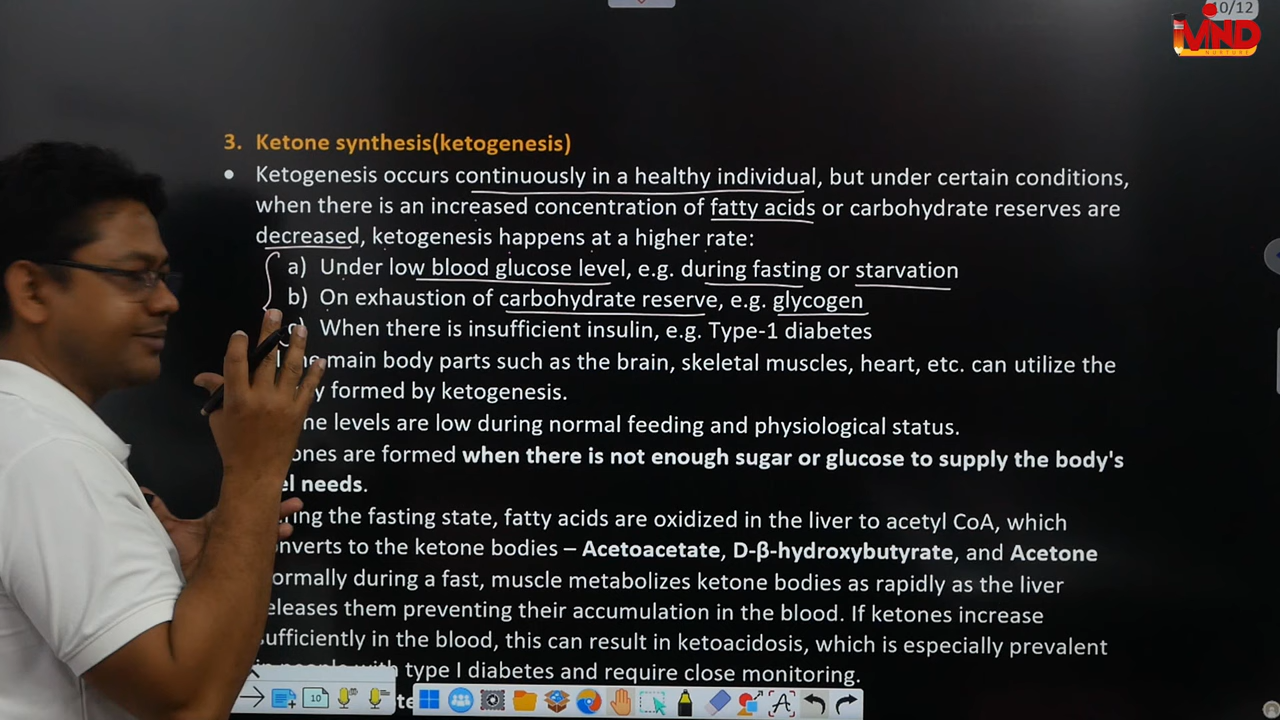 10/12
MND
NURTURE
3. Ketone synthesis(ketogenesis)
• Ketogenesis occurs continuously in a healthy individual, but under certain conditions,
when there is an increased concentration of fatty acids or carbohydrate reserves are
decreased, ketogenesis happens at a higher rate:
a) Under low blood glucose level, e.g. during fasting or starvation
b) On exhaustion of carbohydrate reserve, e.g. glycogen
c) When there is insufficient insulin, e.g. Type-1 diabetes
main body parts such as the brain, skeletal muscles, heart, etc. can utilize the
formed by ketogenesis.
levels are low during normal feeding and physiological status.
are formed when there is not enough sugar or glucose to supply the body's
needs.
the fasting state, fatty acids are oxidized in the liver to acetyl CoA, which
to the ketone bodies – Acetoacetate, D-β-hydroxybutyrate, and Acetone
during a fast, muscle metabolizes ketone bodies as rapidly as the liver
them preventing their accumulation in the blood. If ketones increase
in the blood, this can result in ketoacidosis, which is especially prevalent
type I diabetes and require close monitoring.
10
A